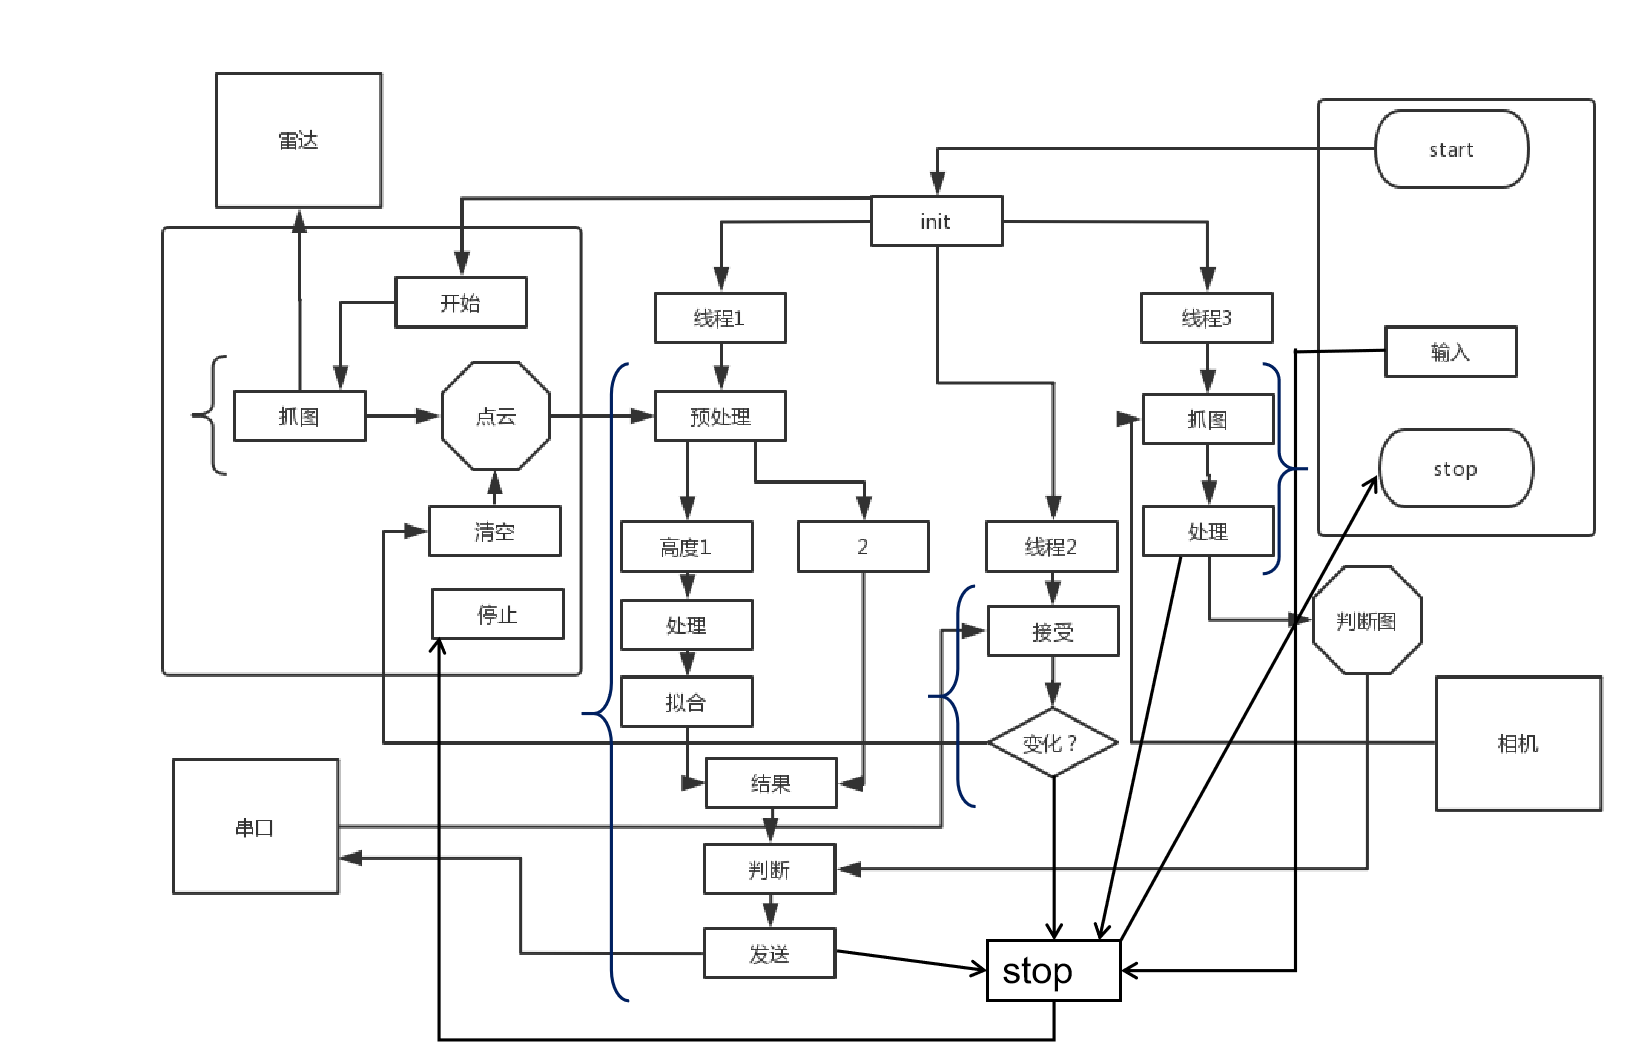 雷达
start
init
开始
线程1
线程3
输入
抓图
点云
预处理
抓图
stop
清空
高度1
2
线程2
处理
停止
处理
接受
判断图
拟合
变化？
相机
结果
串口
判断
发送
stop